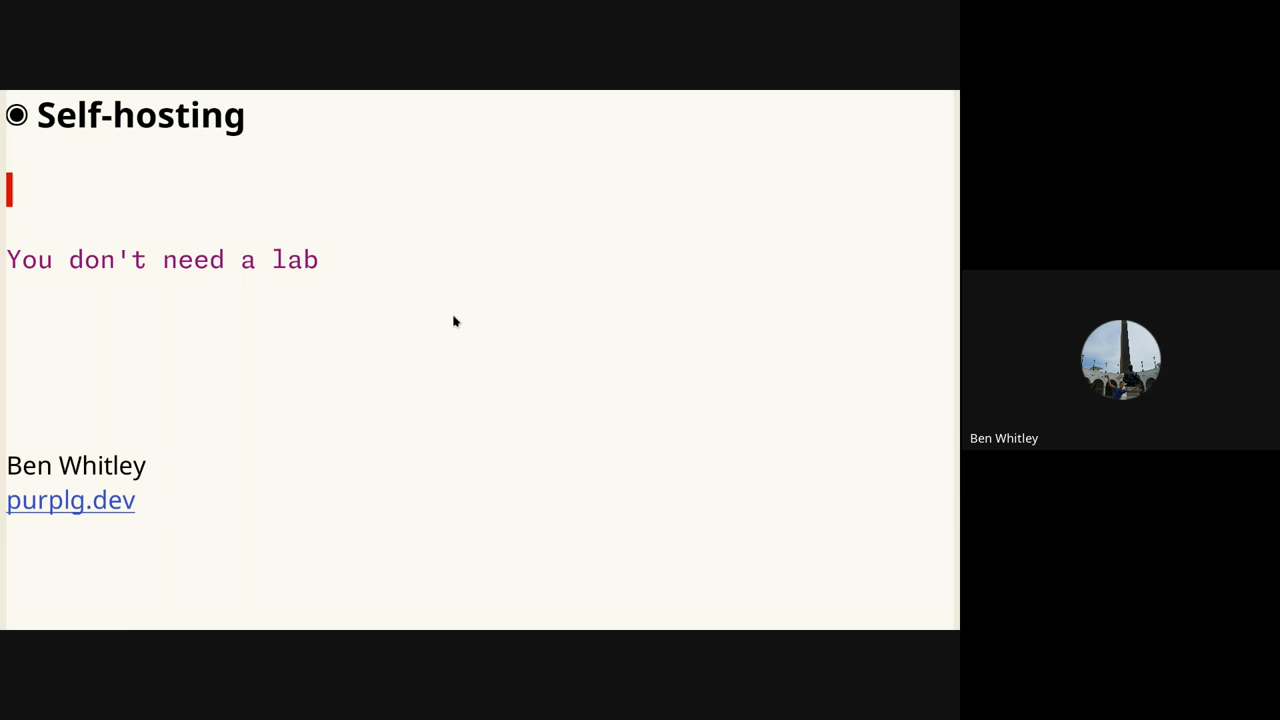 Self-hosting
You don't need a lab
Ben Whitley
purplg.dev
Ben Whitley